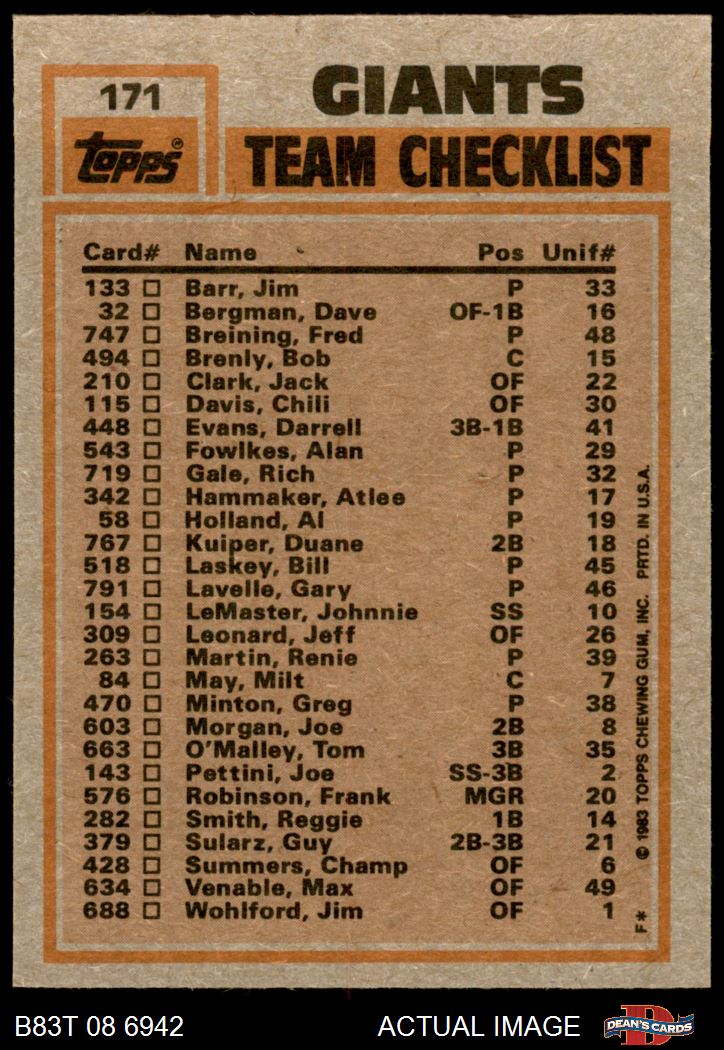 171
GIANTS
Topps®
TEAM CHECKLIST
Card# Name Pos Unif#
133 Barr, Jim P 33
32 Bergman, Dave OF-1B 16
747 Breining, Fred P 48
494 Brenly, Bob C 15
210 Clark, Jack OF 22
115 Davis, Chili OF 30
448 Evans, Darrell 3B-1B 41
543 Fowlkes, Alan P 29
719 Gale, Rich P 32
342 Hammaker, Atlee P 17
58 Holland, Al P 19
767 Kuiper, Duane 2B 18
518 Laskey, Bill P 45
791 Lavelle, Gary P 46
154 LeMaster, Johnnie SS 10
309 Leonard, Jeff OF 26
263 Martin, Renie P 39
84 May, Milt C 7
470 Minton, Greg P 38
603 Morgan, Joe 2B 8
663 O'Malley, Tom 3B 35
143 Pettini, Joe SS-3B 2
576 Robinson, Frank MGR 20
282 Smith, Reggie 1B 14
379 Sularz, Guy 2B-3B 21
428 Summers, Champ OF 6
634 Venable, Max OF 49
688 Wohlford, Jim OF 1
F* © 1983 TOPPS CHEWING GUM, INC. PRTD. IN U.S.A.
B83T 08 6942 ACTUAL IMAGE
D
DEAN'S CARDS